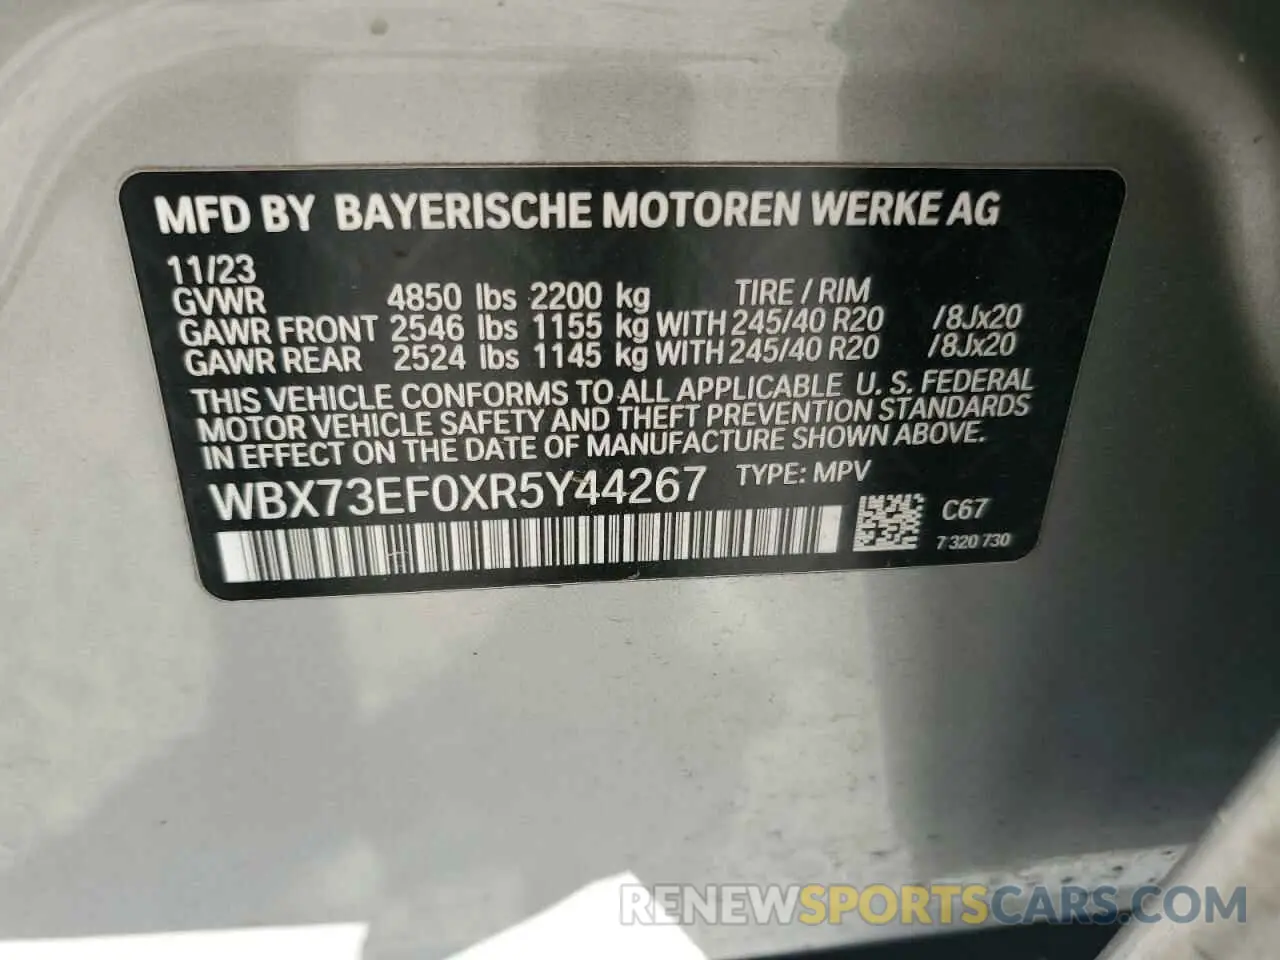 MFD BY BAYERISCHE MOTOREN WERKE AG
11/23
GVWR 4850 lbs 2200 kg TIRE / RIM
GAWR FRONT 2546 lbs 1155 kg WITH 245/40 R20 /8Jx20
GAWR REAR 2524 lbs 1145 kg WITH 245/40 R20 /8Jx20
THIS VEHICLE CONFORMS TO ALL APPLICABLE U. S. FEDERAL
MOTOR VEHICLE SAFETY AND THEFT PREVENTION STANDARDS
IN EFFECT ON THE DATE OF MANUFACTURE SHOWN ABOVE.
WBX73EF0XR5Y44267 TYPE: MPV
C67
7 320 730
RENEWSPORTSCARS.COM